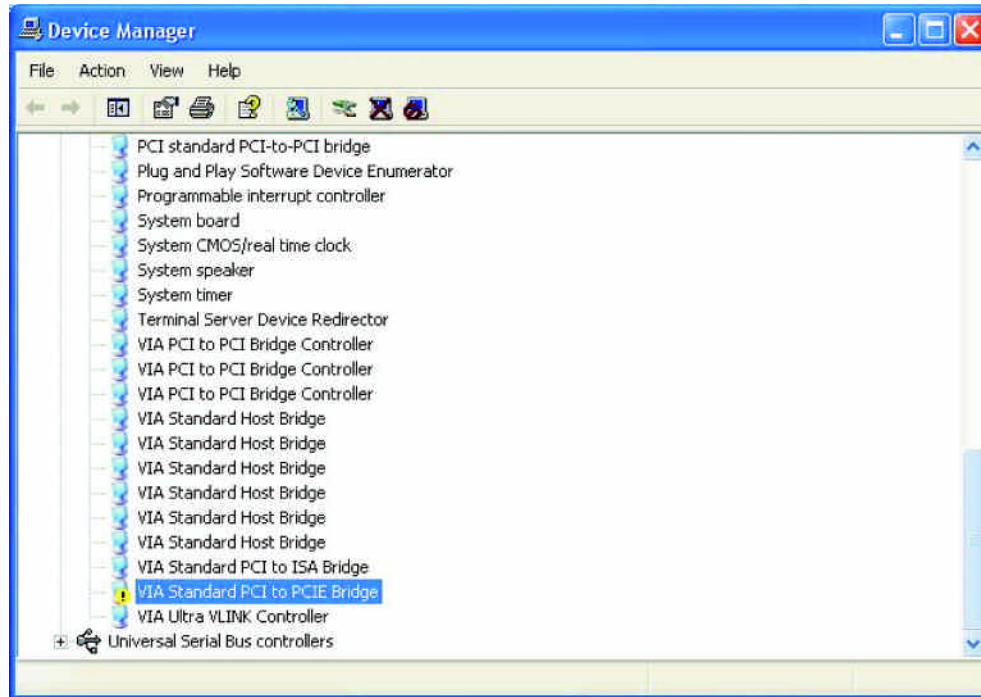 Device Manager
File Action View Help
PCI standard PCI-to-PCI bridge
Plug and Play Software Device Enumerator
Programmable interrupt controller
System board
System CMOS/real time clock
System speaker
System timer
Terminal Server Device Redirector
VIA PCI to PCI Bridge Controller
VIA PCI to PCI Bridge Controller
VIA PCI to PCI Bridge Controller
VIA Standard Host Bridge
VIA Standard Host Bridge
VIA Standard Host Bridge
VIA Standard Host Bridge
VIA Standard Host Bridge
VIA Standard Host Bridge
VIA Standard PCI to ISA Bridge
VIA Standard PCI to PCIE Bridge
VIA Ultra VLINK Controller
Universal Serial Bus controllers